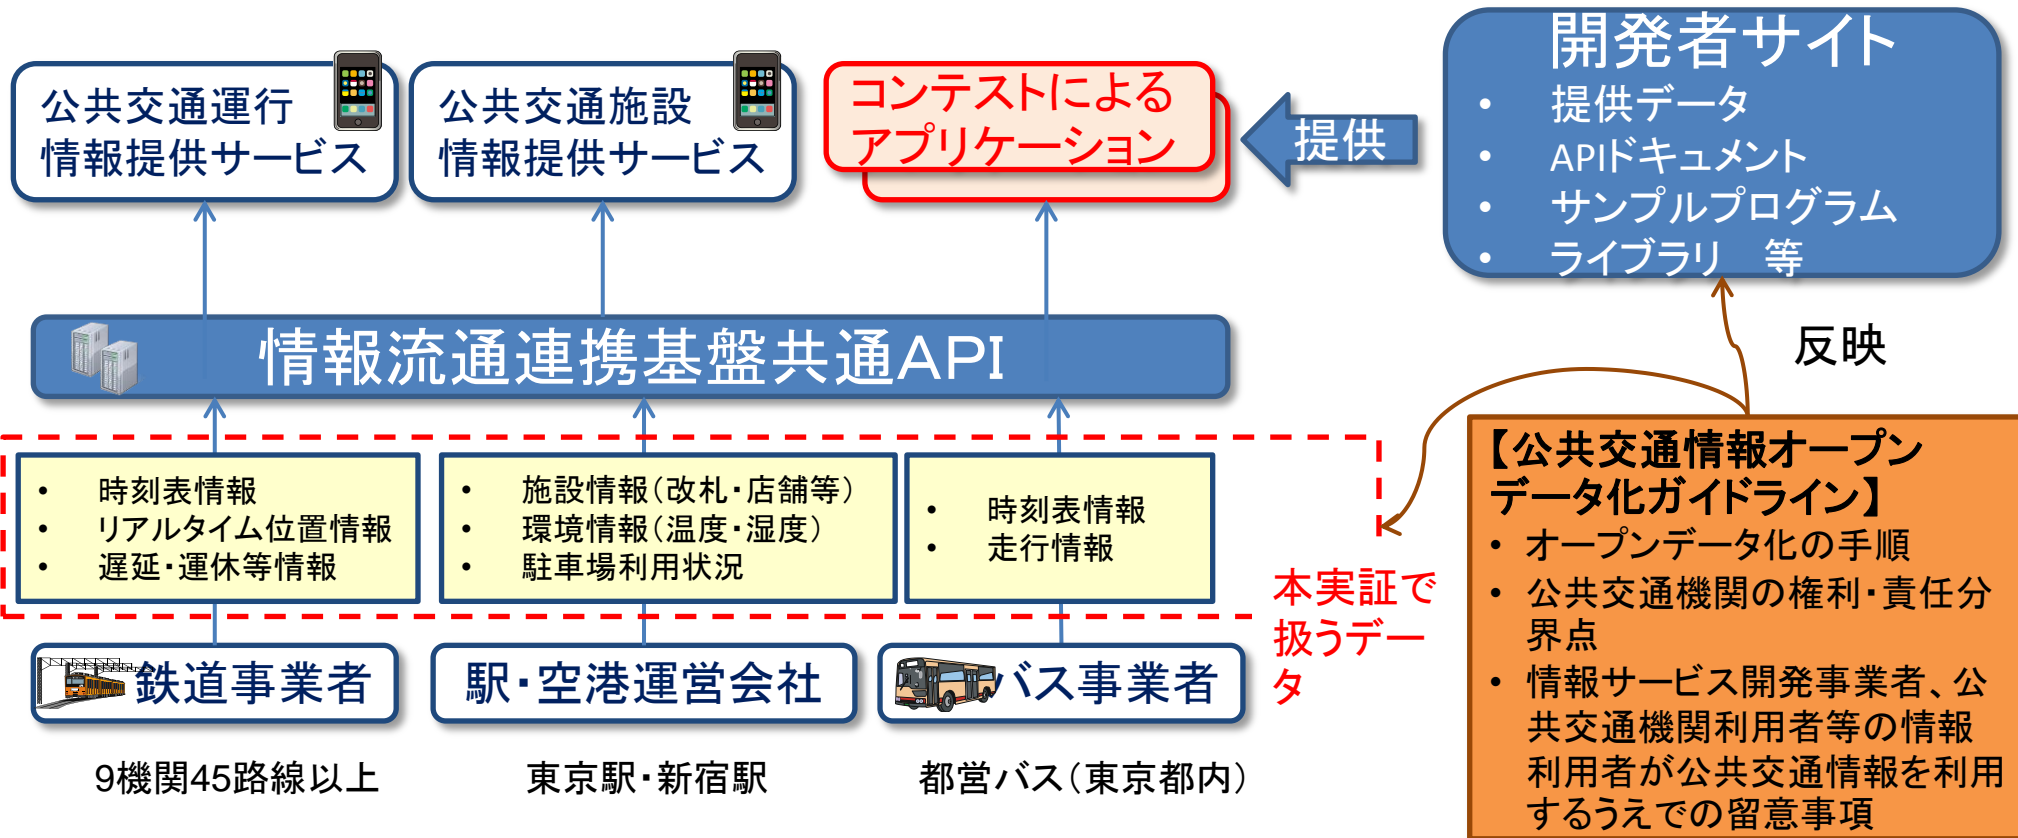 公共交通運行
情報提供サービス
公共交通施設
情報提供サービス
コンテストによる
アプリケーション
提供
開発者サイト
• 提供データ
• APIドキュメント
• サンプルプログラム
• ライブラリ 等
情報流通連携基盤共通API
反映
• 時刻表情報
• リアルタイム位置情報
• 遅延・運休等情報
• 施設情報(改札・店舗等)
• 環境情報(温度・湿度)
• 駐車場利用状況
• 時刻表情報
• 走行情報
本実証で
扱うデー
タ
鉄道事業者
駅・空港運営会社
バス事業者
9機関45路線以上
東京駅・新宿駅
都営バス(東京都内)
【公共交通情報オープン
データ化ガイドライン】
• オープンデータ化の手順
• 公共交通機関の権利・責任分
界点
• 情報サービス開発事業者、公
共交通機関利用者等の情報
利用者が公共交通情報を利用
するうえでの留意事項